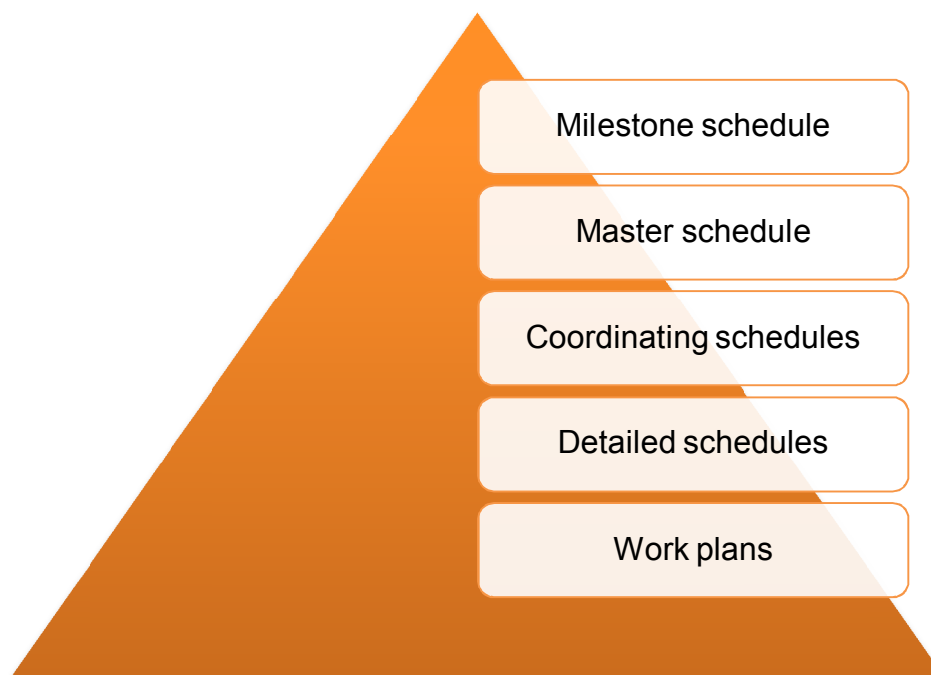 Milestone schedule
Master schedule
Coordinating schedules
Detailed schedules
Work plans